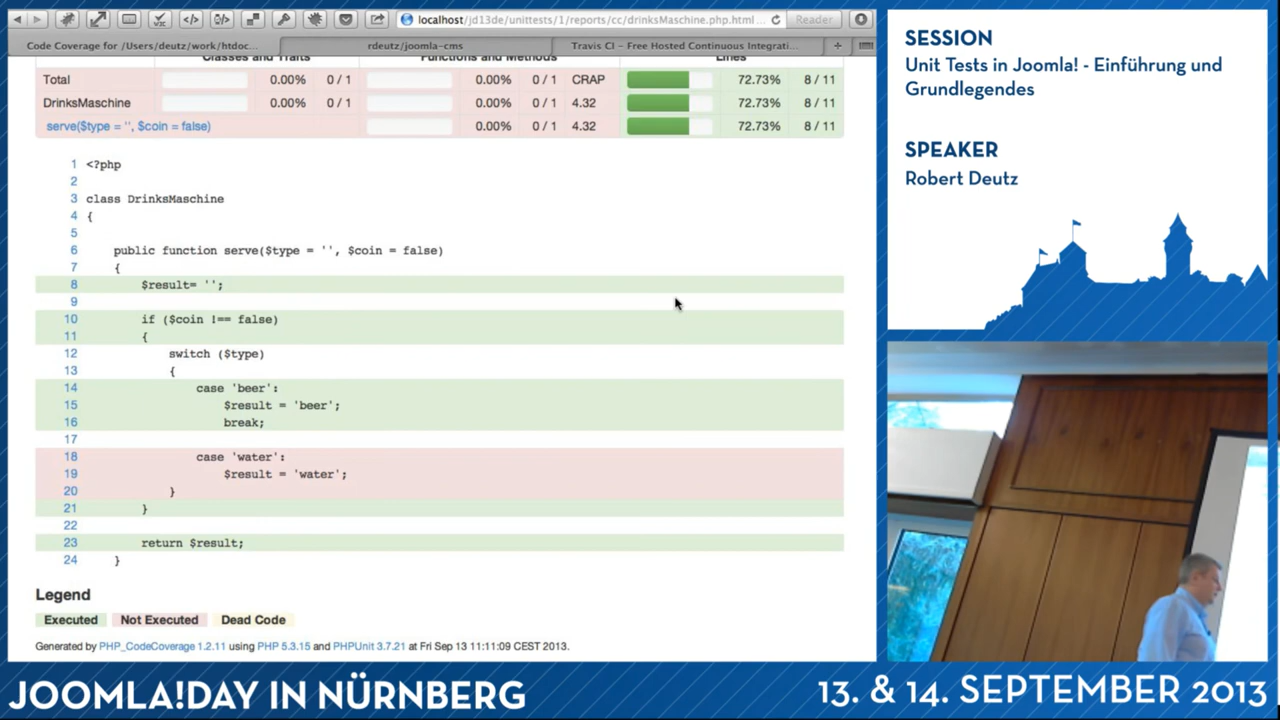 localhost/jd13de/unittests/1/reports/cc/drinksMaschine.php.html
Reader
Code Coverage for /Users/deutz/work/htdoc...
rdeutz/joomla-cms
Travis CI – Free Hosted Continuous Integrati...
+
Classes and Traits Functions and Methods Lines
Total 0.00% 0 / 1 0.00% 0 / 1 CRAP 72.73% 8 / 11
DrinksMaschine 0.00% 0 / 1 0.00% 0 / 1 4.32 72.73% 8 / 11
serve($type = '', $coin = false) 0.00% 0 / 1 4.32 72.73% 8 / 11
1 <?php
2
3 class DrinksMaschine
4 {
5
6 public function serve($type = '', $coin = false)
7 {
8 $result= '';
9
10 if ($coin !== false)
11 {
12 switch ($type)
13 {
14 case 'beer':
15 $result = 'beer';
16 break;
17
18 case 'water':
19 $result = 'water';
20 }
21 }
22
23 return $result;
24 }
Legend
Executed Not Executed Dead Code
Generated by PHP_CodeCoverage 1.2.11 using PHP 5.3.15 and PHPUnit 3.7.21 at Fri Sep 13 11:11:09 CEST 2013.
SESSION
Unit Tests in Joomla! - Einführung und
Grundlegendes
SPEAKER
Robert Deutz
JOOMLA!DAY IN NÜRNBERG
13. & 14. SEPTEMBER 2013